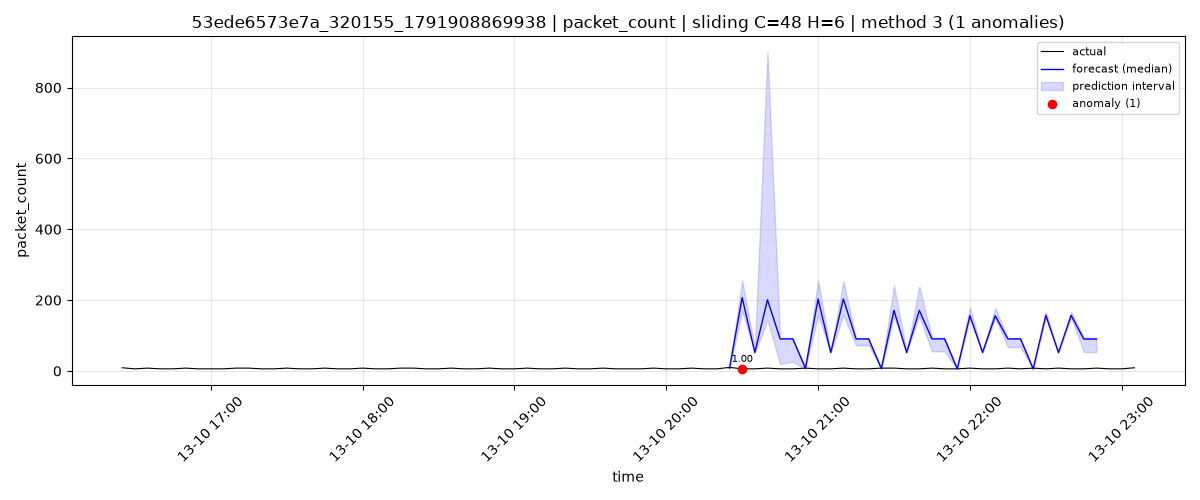 53ede6573e7a_320155_1791908869938 | packet_count | sliding C=48 H=6 | method 3 (1 anomalies)
actual
forecast (median)
prediction interval
anomaly (1)
packet_count
800
600
400
200
0
1.00
13-10 17:00
13-10 18:00
13-10 19:00
13-10 20:00
13-10 21:00
13-10 22:00
13-10 23:00
time